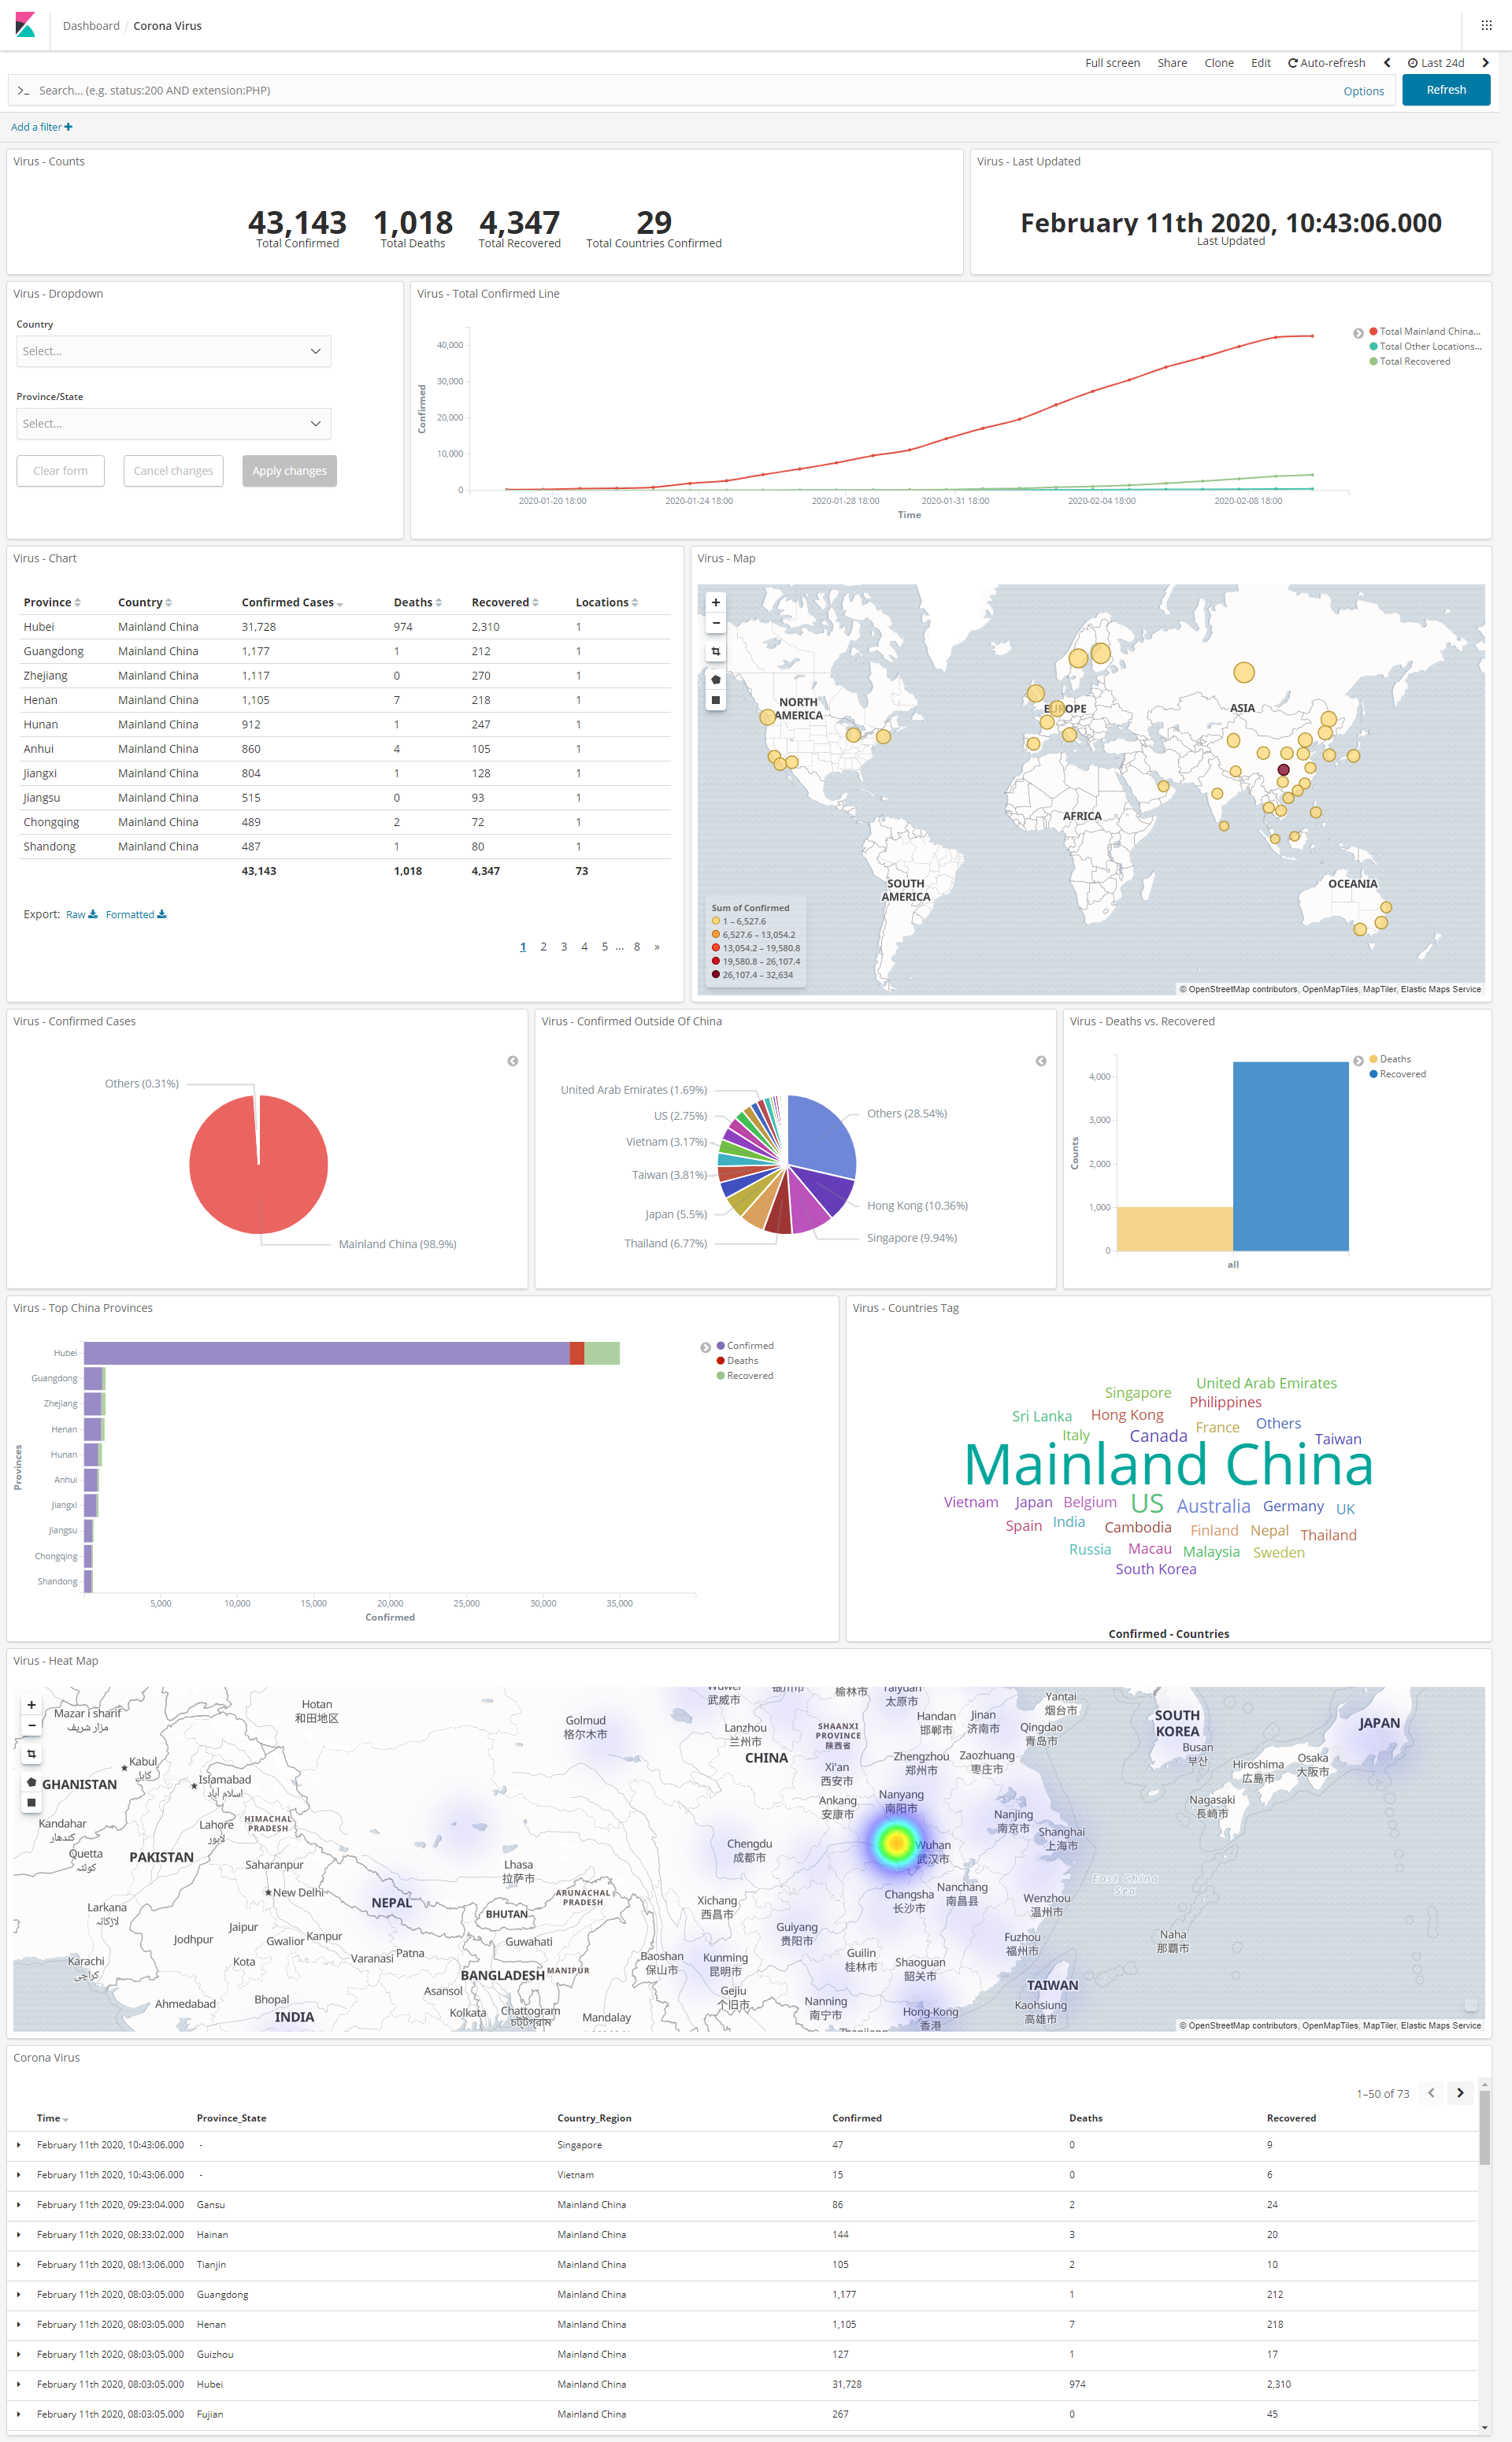 Dashboard / Corona Virus
Full screen Share Clone Edit Auto-refresh Last 24d
>_ Search... (e.g. status:200 AND extension:PHP) Options Refresh
Add a filter
Virus - Counts
43,143 1,018 4,347 29
Total Confirmed Total Deaths Total Recovered Total Countries Confirmed
Virus - Last Updated
February 11th 2020, 10:43:06.000
Last Updated
Virus - Dropdown
Country
Select...
Province/State
Select...
Clear form Cancel changes Apply changes
Virus - Total Confirmed Line
Confirmed
40,000
30,000
20,000
10,000
0
2020-01-20 18:00 2020-01-24 18:00 2020-01-28 18:00 2020-01-31 18:00 2020-02-04 18:00 2020-02-08 18:00
Time
Total Mainland China...
Total Other Locations...
Total Recovered
Virus - Chart
Province Country Confirmed Cases Deaths Recovered Locations
Hubei Mainland China 31,728 974 2,310 1
Guangdong Mainland China 1,177 1 212 1
Zhejiang Mainland China 1,117 0 270 1
Henan Mainland China 1,105 7 218 1
Hunan Mainland China 912 1 247 1
Anhui Mainland China 860 4 105 1
Jiangxi Mainland China 804 1 128 1
Jiangsu Mainland China 515 0 93 1
Chongqing Mainland China 489 2 72 1
Shandong Mainland China 487 1 80 1
43,143 1,018 4,347 73
Export: Raw Formatted
1 2 3 4 5 ... 8 »
Virus - Map
+
−
NORTH AMERICA
EUROPE
ASIA
AFRICA
SOUTH AMERICA
OCEANIA
Sum of Confirmed
1 – 6,527.6
6,527.6 – 13,054.2
13,054.2 – 19,580.8
19,580.8 – 26,107.4
26,107.4 – 32,634
© OpenStreetMap contributors, OpenMapTiles, MapTiler, Elastic Maps Service
Virus - Confirmed Cases
Others (0.31%)
Mainland China (98.9%)
Virus - Confirmed Outside Of China
United Arab Emirates (1.69%)
US (2.75%)
Vietnam (3.17%)
Taiwan (3.81%)
Japan (5.5%)
Thailand (6.77%)
Others (28.54%)
Hong Kong (10.36%)
Singapore (9.94%)
Virus - Deaths vs. Recovered
Counts
4,000
3,000
2,000
1,000
0
all
Deaths
Recovered
Virus - Top China Provinces
Provinces
Hubei
Guangdong
Zhejiang
Henan
Hunan
Anhui
Jiangxi
Jiangsu
Chongqing
Shandong
5,000 10,000 15,000 20,000 25,000 30,000 35,000
Confirmed
Confirmed
Deaths
Recovered
Virus - Countries Tag
United Arab Emirates
Singapore Philippines
Sri Lanka Hong Kong France Others
Italy Canada Taiwan
Mainland China
Vietnam Japan Belgium US Australia Germany UK
Spain India Cambodia Finland Nepal Thailand
Russia Macau Malaysia Sweden
South Korea
Confirmed - Countries
Virus - Heat Map
+
−
Mazar i sharif
مزار شریف
Hotan
和田地区
Golmud
格尔木市
武威市
榆林市
Taiyuan
太原市
Yantai
烟台市
Lanzhou
兰州市
SHAANXI PROVINCE
陕西省
Handan
邯郸市
Jinan
济南市
Qingdao
青岛市
SOUTH KOREA
Busan
부산
JAPAN
CHINA
Kabul
کابل
GHANISTAN
Islamabad
اسلام آباد
Xi'an
西安市
Zhengzhou
郑州市
Zaozhuang
枣庄市
Hiroshima
広島市
Osaka
大阪市
Ankang
安康市
Nanyang
南阳市
Nagasaki
長崎市
Kandahar
کندهار
Lahore
لاہور
HIMACHAL PRADESH
Nanjing
南京市
Shanghai
上海市
Quetta
کوئٹہ
PAKISTAN
Saharanpur
Chengdu
成都市
Wuhan
武汉市
Lhasa
拉萨市
New Delhi
NEPAL
ARUNACHAL PRADESH
East China Sea
Larkana
لاڑکانہ
BHUTAN
Xichang
西昌市
Changsha
长沙市
Nanchang
南昌县
Wenzhou
温州市
Jaipur
Jodhpur
Gwalior
Kanpur
Guwahati
Guiyang
贵阳市
Fuzhou
福州市
Naha
那覇市
Karachi
کراچی
Kota
Varanasi
Patna
BANGLADESH
MANIPUR
Baoshan
保山市
Kunming
昆明市
Guilin
桂林市
Shaoguan
韶关市
TAIWAN
Ahmedabad
Bhopal
Asansol
Gejiu
个旧市
Nanning
南宁市
Hong Kong
香港
Kaohsiung
高雄市
INDIA
Kolkata
Chattogram
চট্টগ্রাম
Mandalay
© OpenStreetMap contributors, OpenMapTiles, MapTiler, Elastic Maps Service
Corona Virus
1–50 of 73
Time Province_State Country_Region Confirmed Deaths Recovered
February 11th 2020, 10:43:06.000 - Singapore 47 0 9
February 11th 2020, 10:43:06.000 - Vietnam 15 0 6
February 11th 2020, 09:23:04.000 Gansu Mainland China 86 2 24
February 11th 2020, 08:33:02.000 Hainan Mainland China 144 3 20
February 11th 2020, 08:13:06.000 Tianjin Mainland China 105 2 10
February 11th 2020, 08:03:05.000 Guangdong Mainland China 1,177 1 212
February 11th 2020, 08:03:05.000 Henan Mainland China 1,105 7 218
February 11th 2020, 08:03:05.000 Guizhou Mainland China 127 1 17
February 11th 2020, 08:03:05.000 Hubei Mainland China 31,728 974 2,310
February 11th 2020, 08:03:05.000 Fujian Mainland China 267 0 45